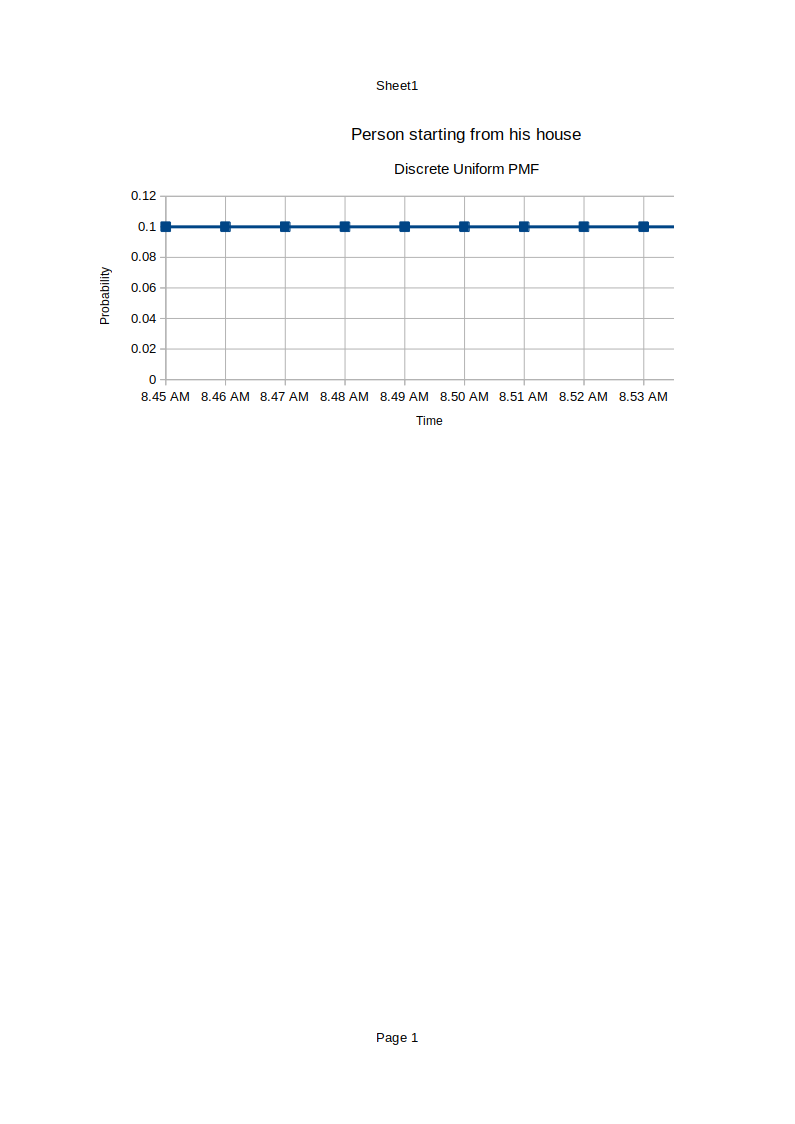 Sheet1
Person starting from his house
Discrete Uniform PMF
0.12
0.1
0.08
0.06
0.04
0.02
0
Probability
8.45 AM 8.46 AM 8.47 AM 8.48 AM 8.49 AM 8.50 AM 8.51 AM 8.52 AM 8.53 AM
Time
Page 1